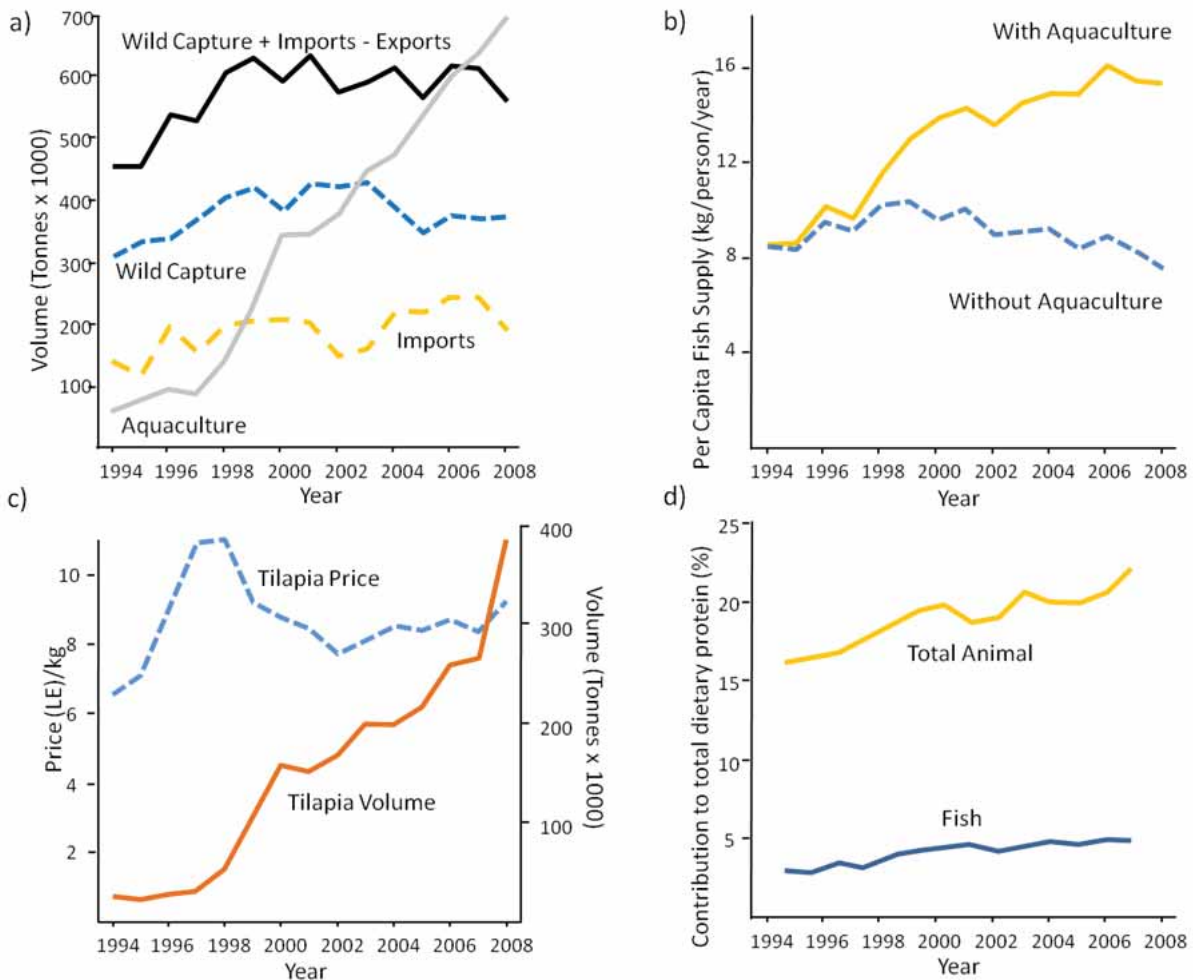 a)
Volume (Tonnes x 1000)
700
600
500
400
300
200
100
Wild Capture + Imports - Exports
Wild Capture
Imports
Aquaculture
1994 1996 1998 2000 2002 2004 2006 2008
Year
b)
Per Capita Fish Supply (kg/person/year)
16
12
8
4
With Aquaculture
Without Aquaculture
1994 1996 1998 2000 2002 2004 2006 2008
Year
c)
Price (LE)/kg
10
8
6
4
2
Tilapia Price
Tilapia Volume
400
300
200
100
Volume (Tonnes x 1000)
1994 1996 1998 2000 2002 2004 2006 2008
Year
d)
Contribution to total dietary protein (%)
25
20
15
10
5
Total Animal
Fish
1994 1996 1998 2000 2002 2004 2006 2008
Year